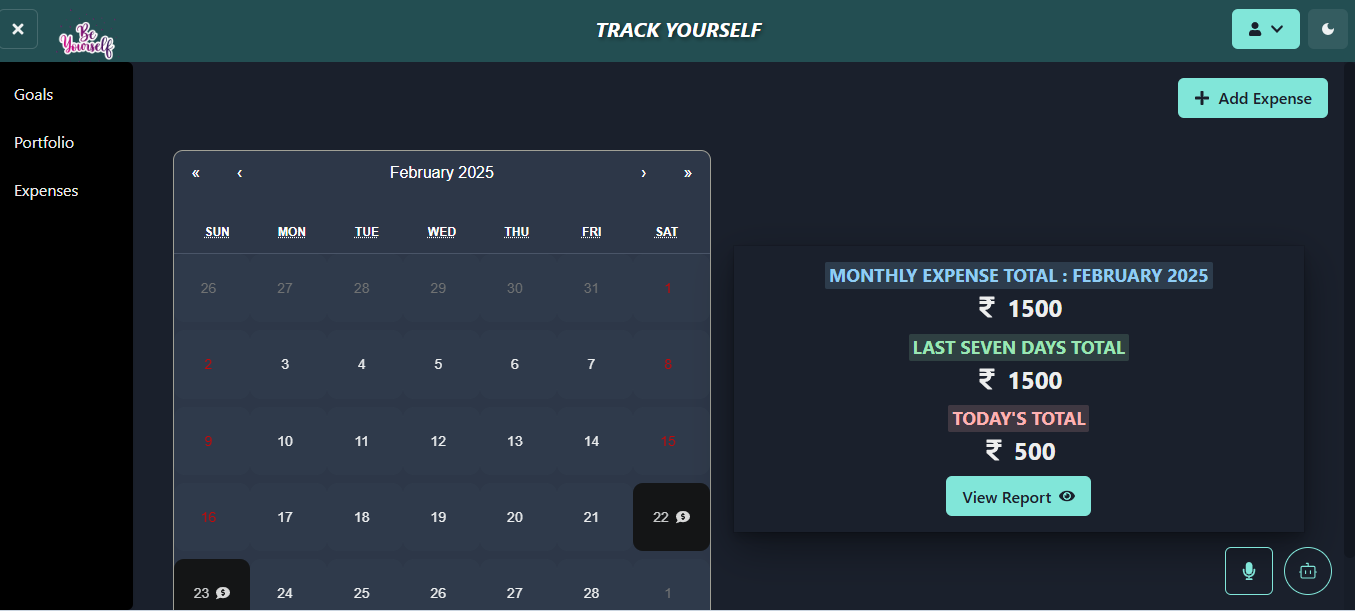 Be
Yourself
TRACK YOURSELF
Goals
Portfolio
Expenses
+ Add Expense
« ‹ February 2025 › »
SUN MON TUE WED THU FRI SAT
26 27 28 29 30 31 1
2 3 4 5 6 7 8
9 10 11 12 13 14 15
16 17 18 19 20 21 22
23 24 25 26 27 28 1
MONTHLY EXPENSE TOTAL : FEBRUARY 2025
₹ 1500
LAST SEVEN DAYS TOTAL
₹ 1500
TODAY'S TOTAL
₹ 500
View Report